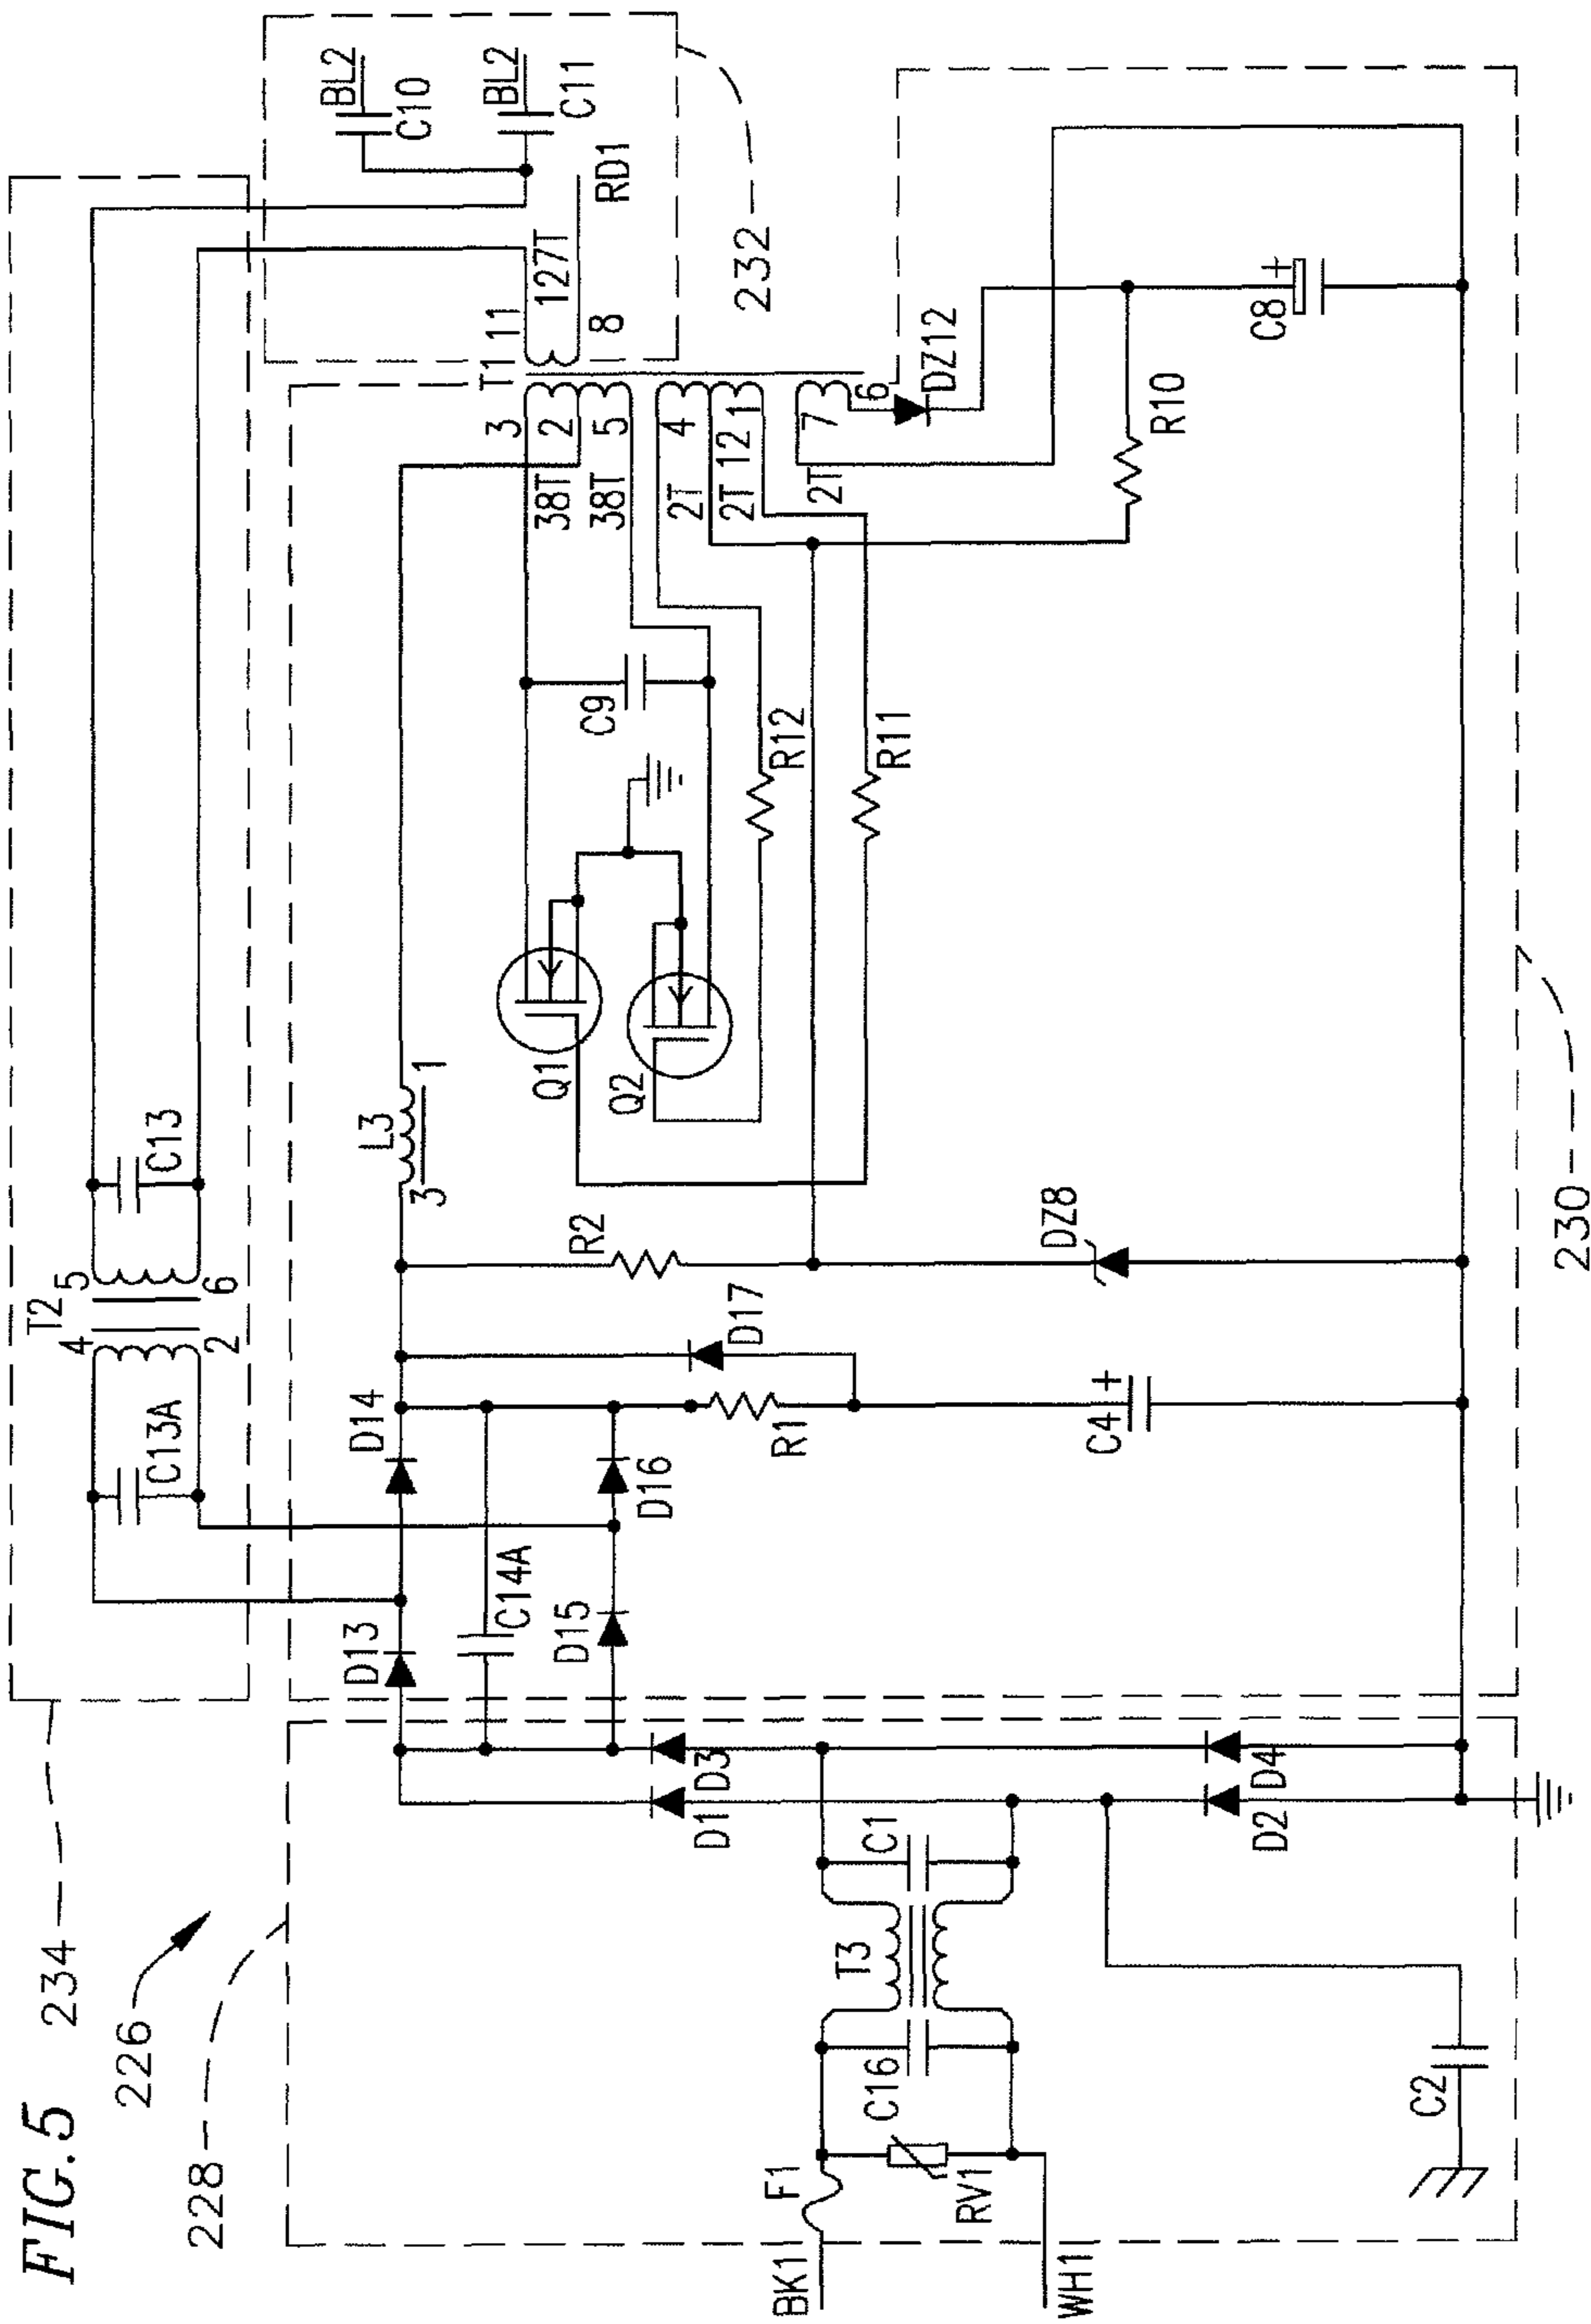 FIG.5
226
234
228
230
232
BK1
F1
WH1
RV1
C16
T3
C1
C2
D1
D3
D2
D4
D13
D14
C14A
D15
D16
C13A
T2
4
2
5
6
C13
R1
D17
C4
+
R2
DZ8
L3
3
1
Q1
Q2
C9
R12
R11
T1
3
2
5
38T
38T
4
12
1
2T
2T
7
6
2T
DZ12
R10
C8
+
11
127T
8
RD1
BL2
C10
BL2
C11